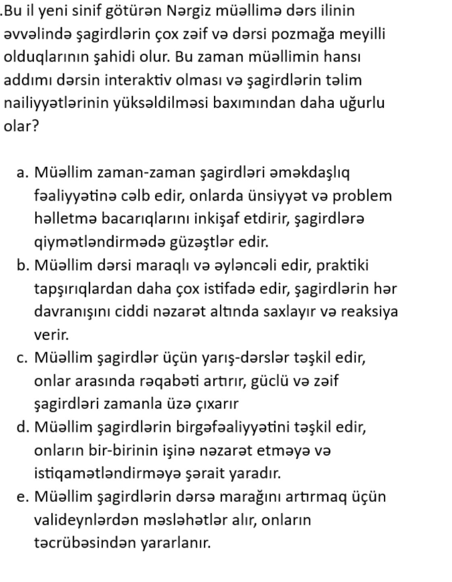 .Bu il yeni sinif götürən Nərgiz müəllimə dərs ilinin
əvvəlində şagirdlərin çox zəif və dərsi pozmağa meyilli
olduqlarının şahidi olur. Bu zaman müəllimin hansı
addımı dərsin interaktiv olması və şagirdlərin təlim
nailiyyətlərinin yüksəldilməsi baxımından daha uğurlu
olar?
a. Müəllim zaman-zaman şagirdləri əməkdaşlıq
fəaliyyətinə cəlb edir, onlarda ünsiyyət və problem
həlletmə bacarıqlarını inkişaf etdirir, şagirdlərə
qiymətləndirmədə güzəştlər edir.
b. Müəllim dərsi maraqlı və əyləncəli edir, praktiki
tapşırıqlardan daha çox istifadə edir, şagirdlərin hər
davranışını ciddi nəzarət altında saxlayır və reaksiya
verir.
c. Müəllim şagirdlər üçün yarış-dərslər təşkil edir,
onlar arasında rəqabəti artırır, güclü və zəif
şagirdləri zamanla üzə çıxarır
d. Müəllim şagirdlərin birgəfəaliyyətini təşkil edir,
onların bir-birinin işinə nəzarət etməyə və
istiqamətləndirməyə şərait yaradır.
e. Müəllim şagirdlərin dərsə marağını artırmaq üçün
valideynlərdən məsləhətlər alır, onların
təcrübəsindən yararlanır.